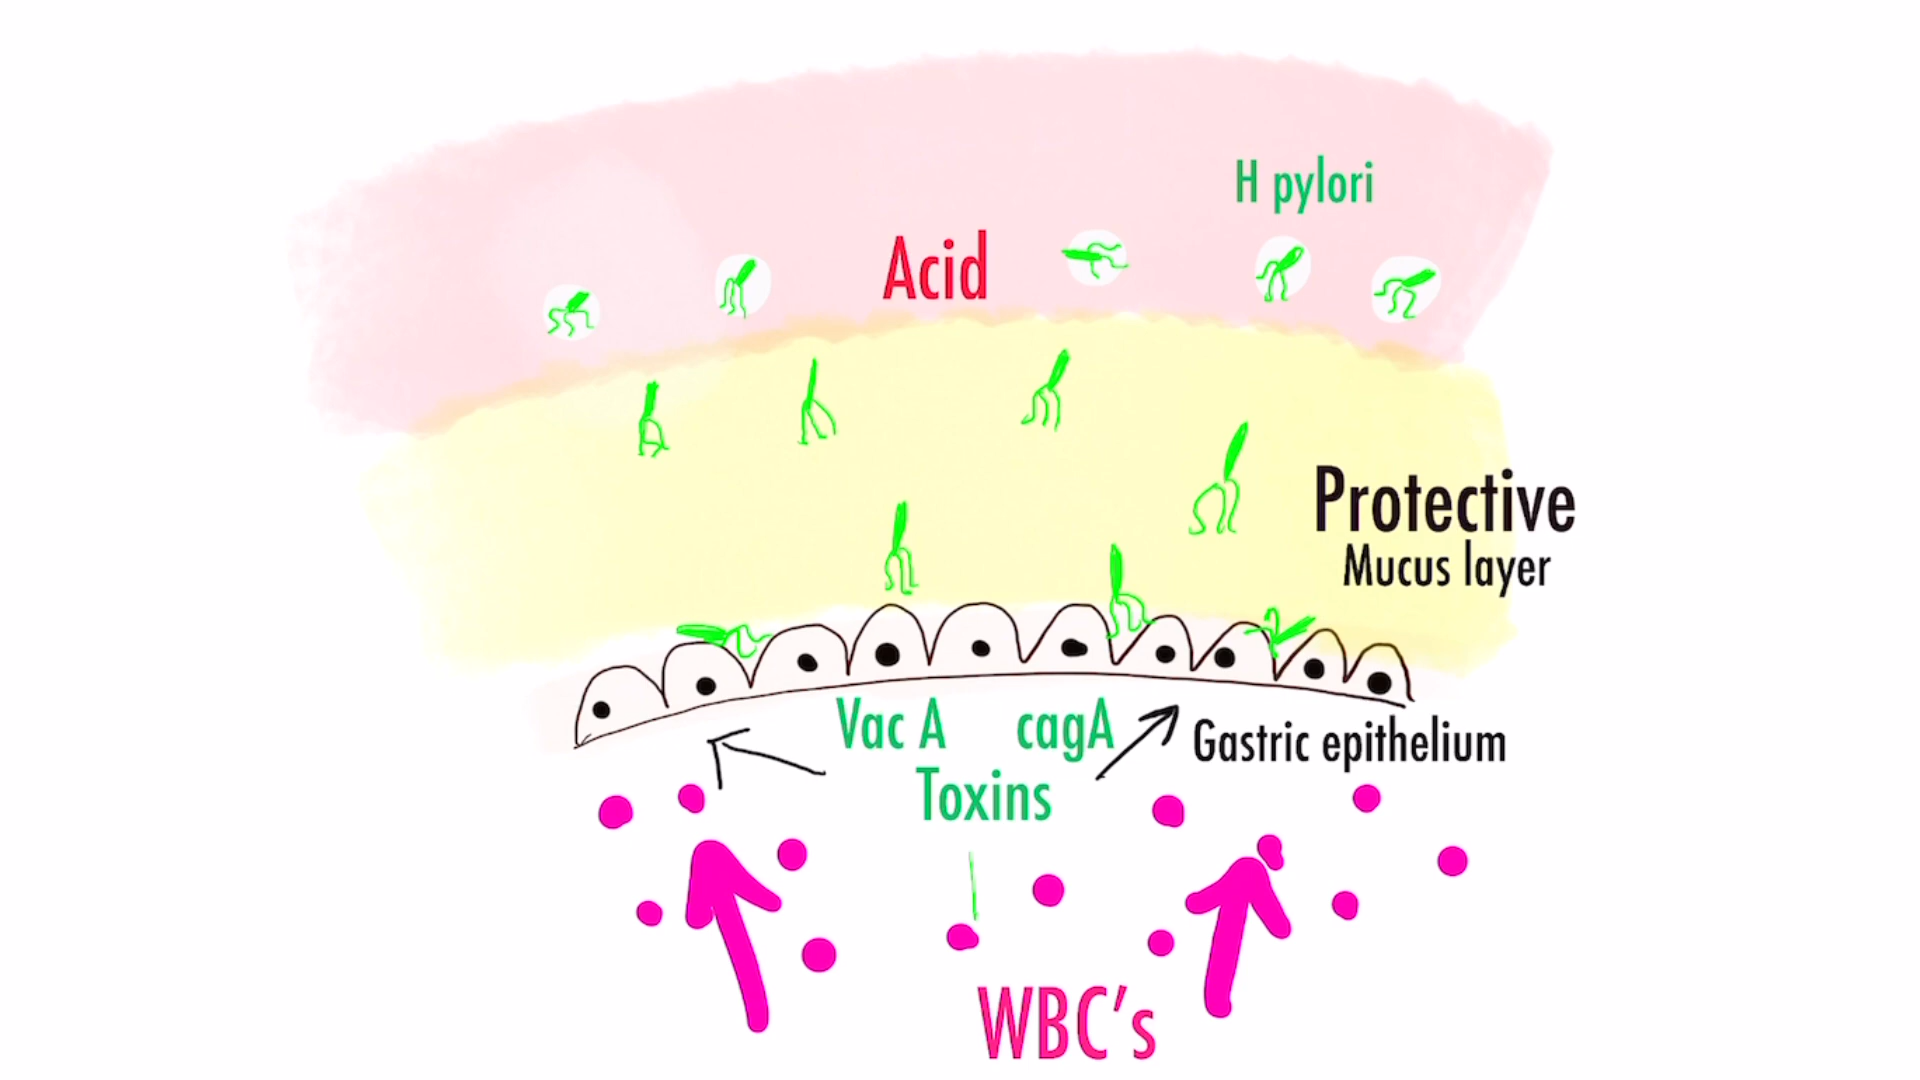 H pylori
Acid
Protective
Mucus layer
Vac A cagA
Toxins
Gastric epithelium
WBC's